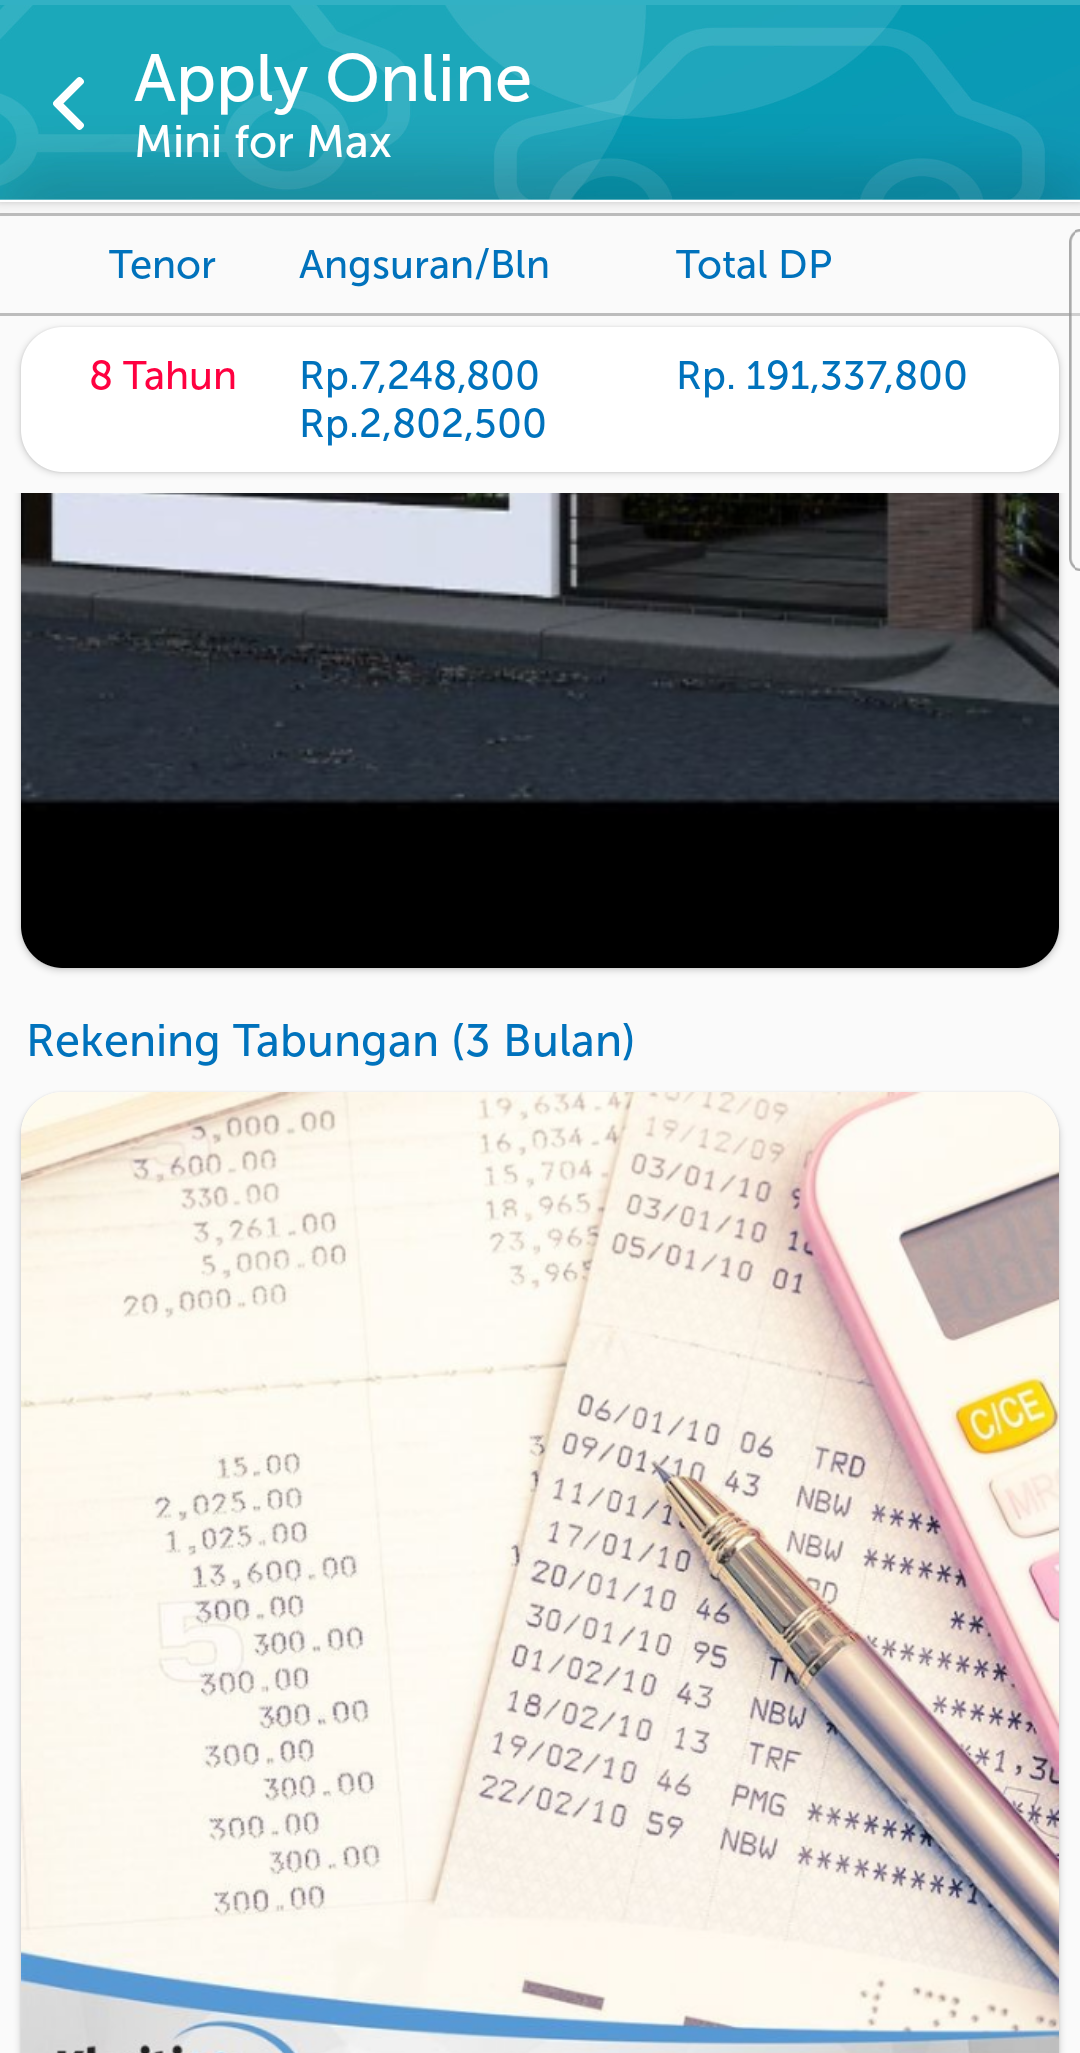 Apply Online
Mini for Max
Tenor Angsuran/Bln Total DP
8 Tahun Rp.7,248,800 Rp. 191,337,800
Rp.2,802,500
Rekening Tabungan (3 Bulan)
,000.00
3,600.00
330.00
3,261.00
5,000.00
20,000.00
15.00
2,025.00
1,025.00
13,600.00
300.00
300.00
300.00
300.00
300.00
300.00
300.00
300.00
300.00
5
19,634.47
16,034.4
15,704.
18,965.
23,965
3,965
/12/09
19/12/09
03/01/10
03/01/10
05/01/10 01
06/01/10 06 TRD
09/01/10 43 NBW ****
11/01/1 NBW ******
17/01/10
20/01/10 46
30/01/10 95
01/02/10 43 NBW
18/02/10 13 TRF
19/02/10 46 PMG *******
22/02/10 59 NBW *********1
C/CE
MR